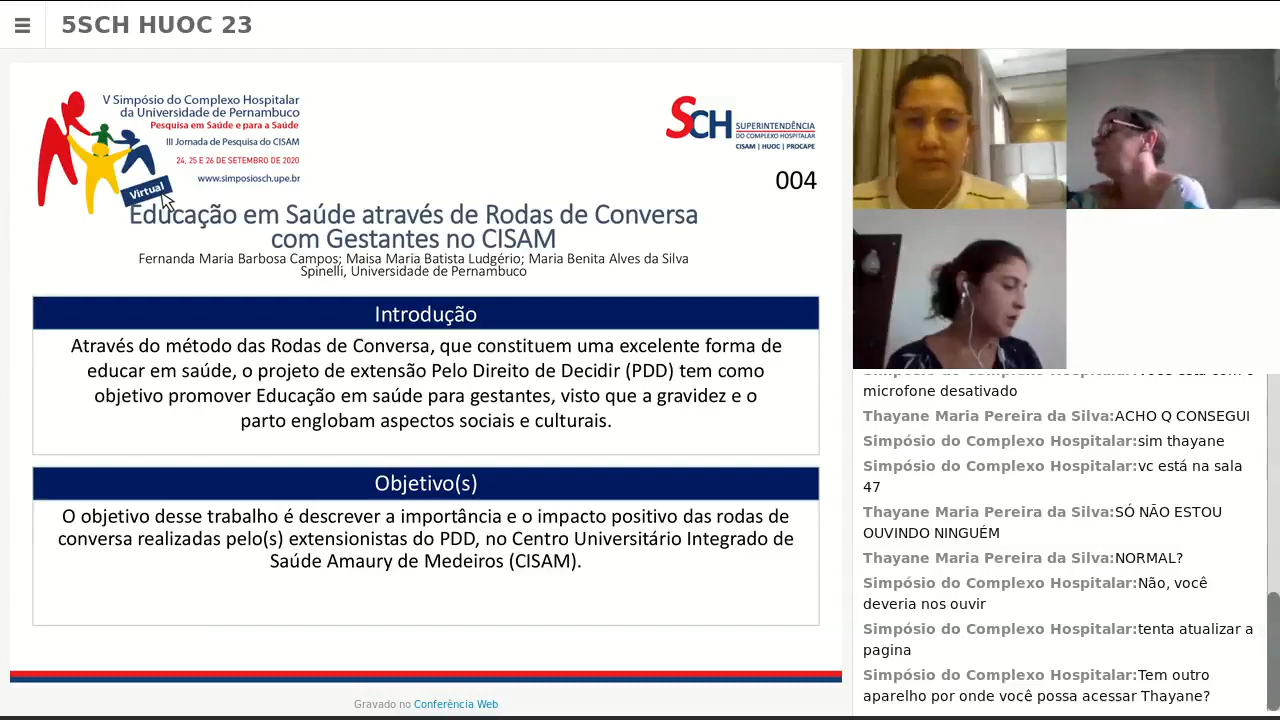 5SCH HUOC 23
V Simpósio do Complexo Hospitalar
da Universidade de Pernambuco
Pesquisa em Saúde e para a Saúde
III Jornada de Pesquisa do CISAM
24, 25 E 26 DE SETEMBRO DE 2020
www.simposiosch.upe.br
Virtual
SCH SUPERINTENDÊNCIA
DO COMPLEXO HOSPITALAR
CISAM | HUOC | PROCAPE
004
Educação em Saúde através de Rodas de Conversa
com Gestantes no CISAM
Fernanda Maria Barbosa Campos; Maisa Maria Batista Ludgério; Maria Benita Alves da Silva
Spinelli, Universidade de Pernambuco
Introdução
Através do método das Rodas de Conversa, que constituem uma excelente forma de
educar em saúde, o projeto de extensão Pelo Direito de Decidir (PDD) tem como
objetivo promover Educação em saúde para gestantes, visto que a gravidez e o
parto englobam aspectos sociais e culturais.
Objetivo(s)
O objetivo desse trabalho é descrever a importância e o impacto positivo das rodas de
conversa realizadas pelo(s) extensionistas do PDD, no Centro Universitário Integrado de
Saúde Amaury de Medeiros (CISAM).
Gravado no Conferência Web
microfone desativado
Thayane Maria Pereira da Silva:ACHO Q CONSEGUI
Simpósio do Complexo Hospitalar:sim thayane
Simpósio do Complexo Hospitalar:vc está na sala
47
Thayane Maria Pereira da Silva:SÓ NÃO ESTOU
OUVINDO NINGUÉM
Thayane Maria Pereira da Silva:NORMAL?
Simpósio do Complexo Hospitalar:Não, você
deveria nos ouvir
Simpósio do Complexo Hospitalar:tenta atualizar a
pagina
Simpósio do Complexo Hospitalar:Tem outro
aparelho por onde você possa acessar Thayane?